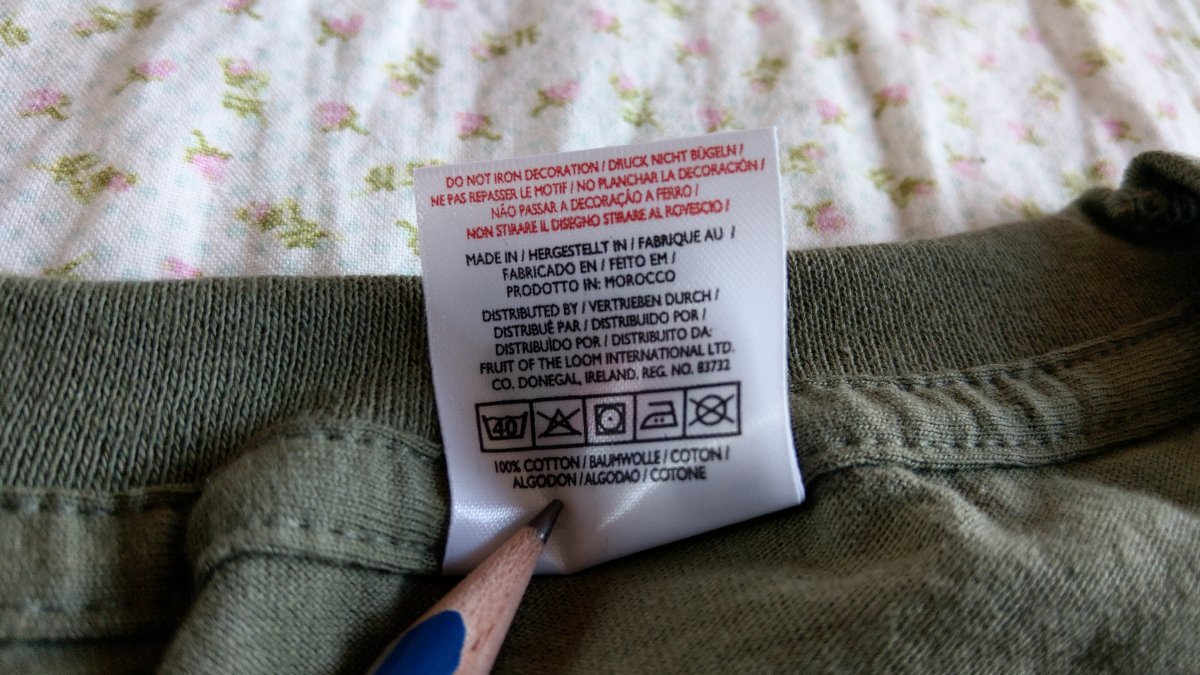 DO NOT IRON DECORATION / DRUCK NICHT BÜGELN /
NE PAS REPASSER LE MOTIF / NO PLANCHAR LA DECORACIÓN /
NÃO PASSAR A DECORAÇÃO A FERRO /
NON STIRARE IL DISEGNO STIRARE AL ROVESCIO /
MADE IN / HERGESTELLT IN / FABRIQUE AU /
FABRICADO EN / FEITO EM /
PRODOTTO IN: MOROCCO
DISTRIBUTED BY / VERTRIEBEN DURCH /
DISTRIBUÉ PAR / DISTRIBUIDO POR /
DISTRIBUÍDO POR / DISTRIBUITO DA:
FRUIT OF THE LOOM INTERNATIONAL LTD.
CO. DONEGAL, IRELAND. REG. NO. 83732
40
100% COTTON / BAUMWOLLE / COTON /
ALGODON / ALGODAO / COTONE